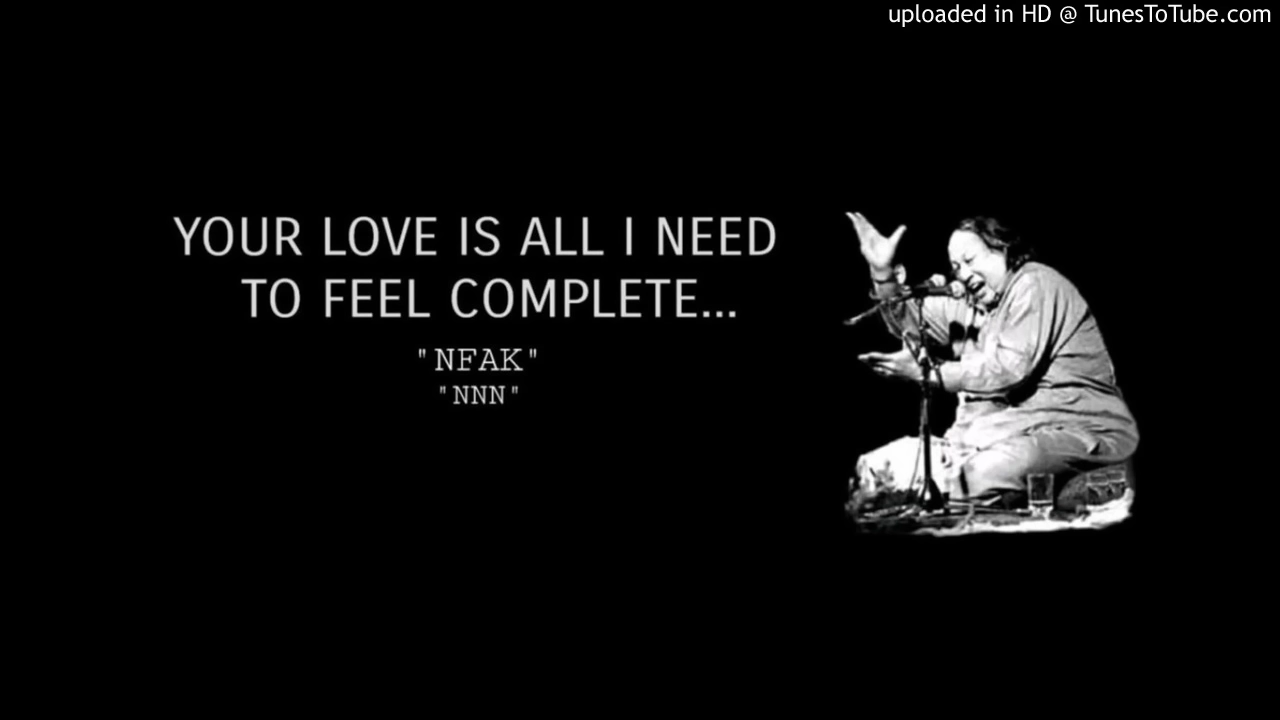 uploaded in HD @ TunesToTube.com
YOUR LOVE IS ALL I NEED
TO FEEL COMPLETE...
"NFAK"
"NNN"